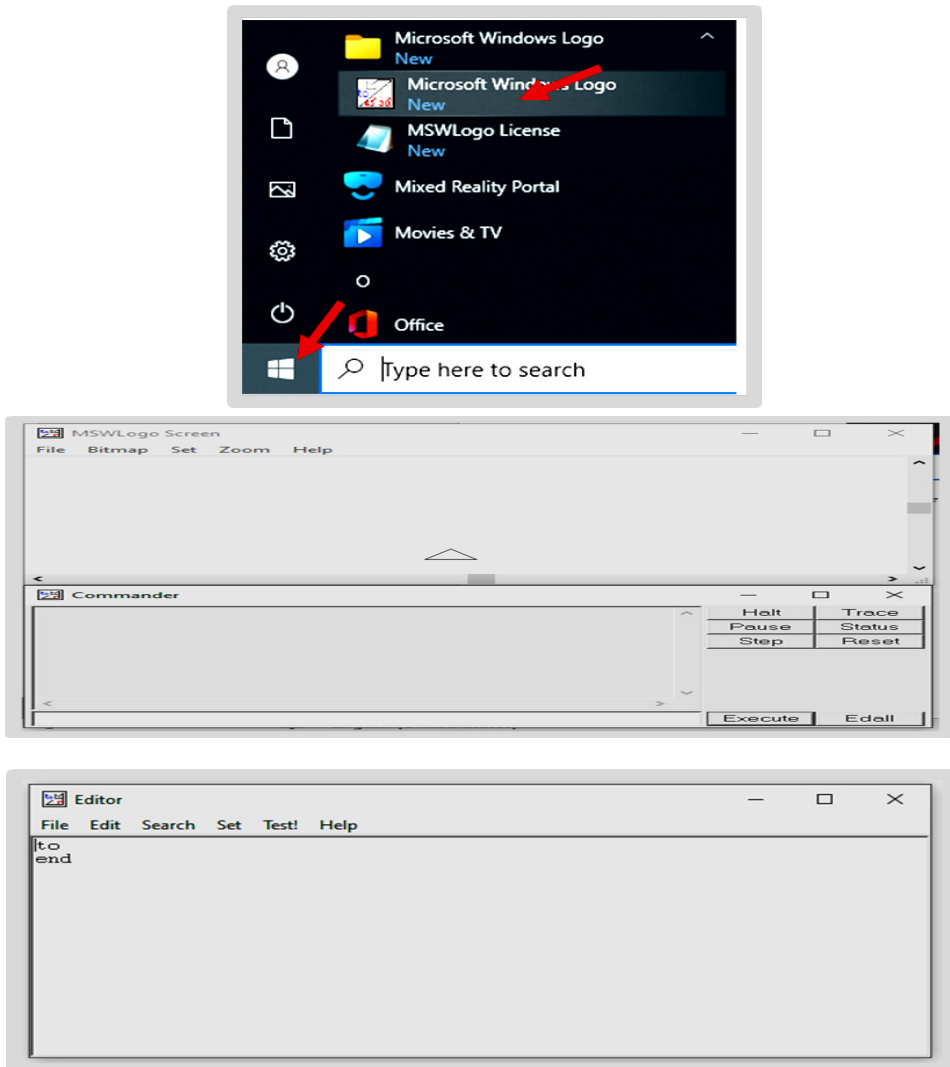 Microsoft Windows Logo
New
Microsoft Windows Logo
New
MSWLogo License
New
Mixed Reality Portal
Movies & TV
O
Office
Type here to search
MSWLogo Screen
File Bitmap Set Zoom Help
Commander
Halt Trace
Pause Status
Step Reset
Execute Edall
Editor
File Edit Search Set Test! Help
to
end